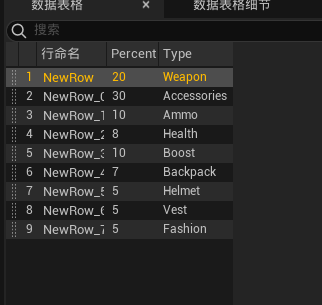 数据表格 × 数据表格细节
搜索
行命名 Percent Type
1 NewRow 20 Weapon
2 NewRow_0 30 Accessories
3 NewRow_1 10 Ammo
4 NewRow_2 8 Health
5 NewRow_3 10 Boost
6 NewRow_4 7 Backpack
7 NewRow_5 5 Helmet
8 NewRow_6 5 Vest
9 NewRow_7 5 Fashion